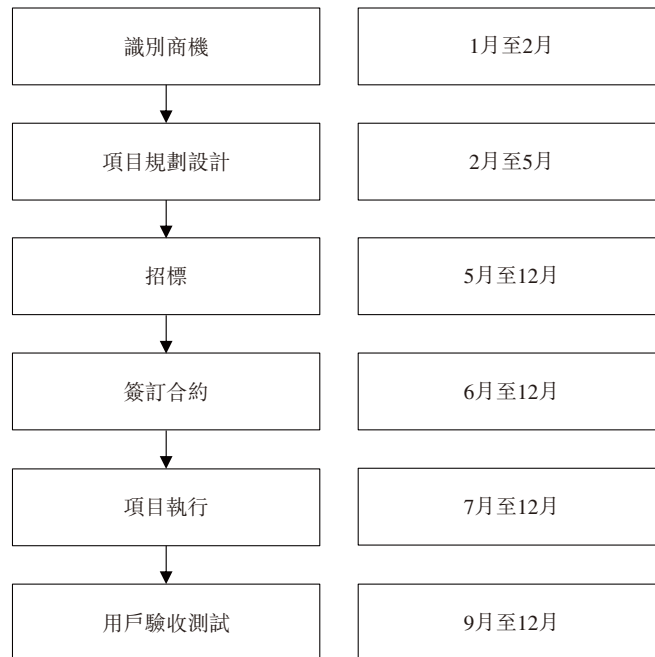 識別商機
1月至2月
項目規劃設計
2月至5月
招標
5月至12月
簽訂合約
6月至12月
項目執行
7月至12月
用戶驗收測試
9月至12月